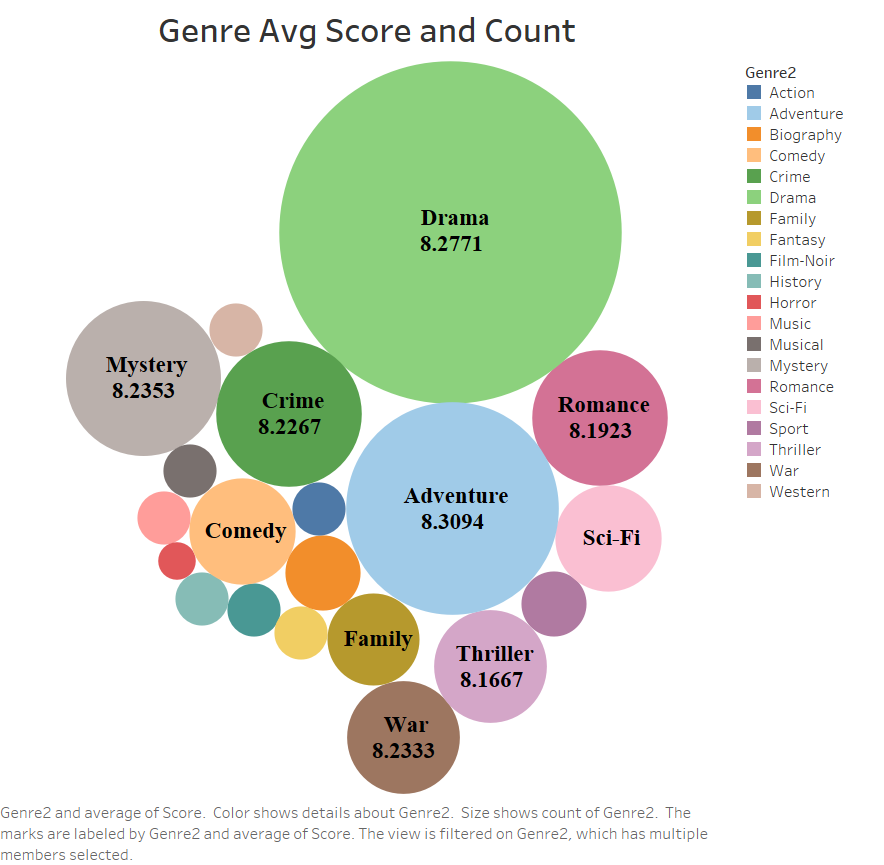 Genre Avg Score and Count
Drama
8.2771
Mystery
8.2353
Crime
8.2267
Romance
8.1923
Adventure
8.3094
Comedy
Sci-Fi
Family
Thriller
8.1667
War
8.2333
Genre2
Action
Adventure
Biography
Comedy
Crime
Drama
Family
Fantasy
Film-Noir
History
Horror
Music
Musical
Mystery
Romance
Sci-Fi
Sport
Thriller
War
Western
Genre2 and average of Score.  Color shows details about Genre2.  Size shows count of Genre2.  The
marks are labeled by Genre2 and average of Score. The view is filtered on Genre2, which has multiple
members selected.